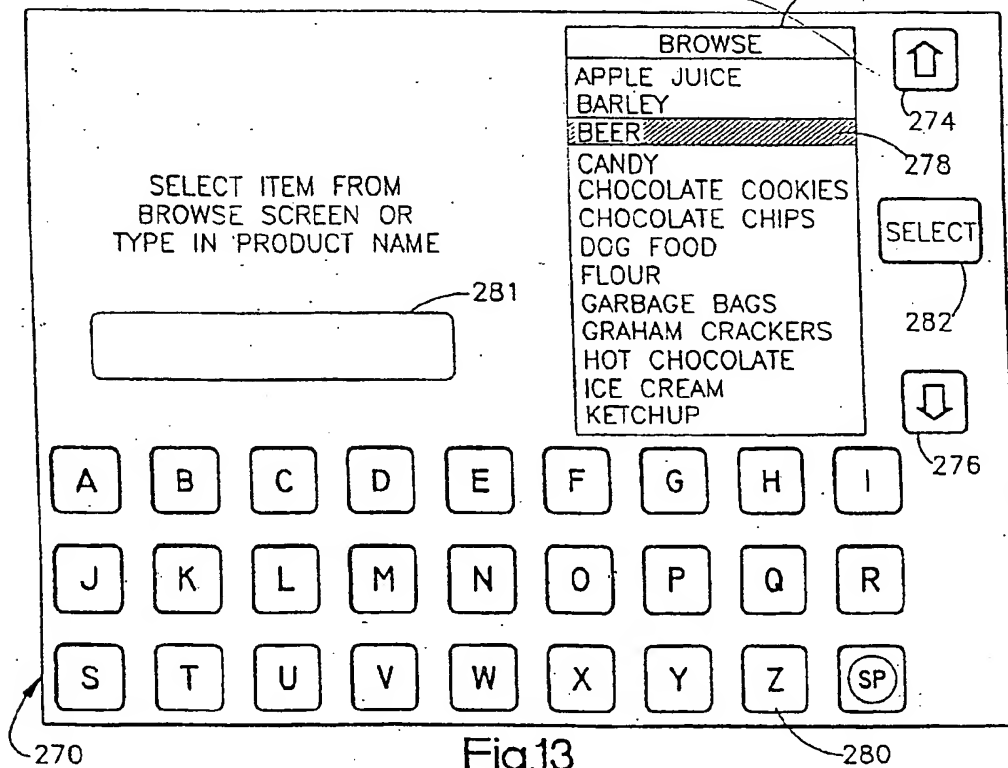 BROWSE
APPLE JUICE
BARLEY
BEER
CANDY
CHOCOLATE COOKIES
CHOCOLATE CHIPS
DOG FOOD
FLOUR
GARBAGE BAGS
GRAHAM CRACKERS
HOT CHOCOLATE
ICE CREAM
KETCHUP
274
278
SELECT
282
276
SELECT ITEM FROM
BROWSE SCREEN OR
TYPE IN PRODUCT NAME
281
A B C D E F G H I
J K L M N O P Q R
S T U V W X Y Z SP
270
Fig.13
280